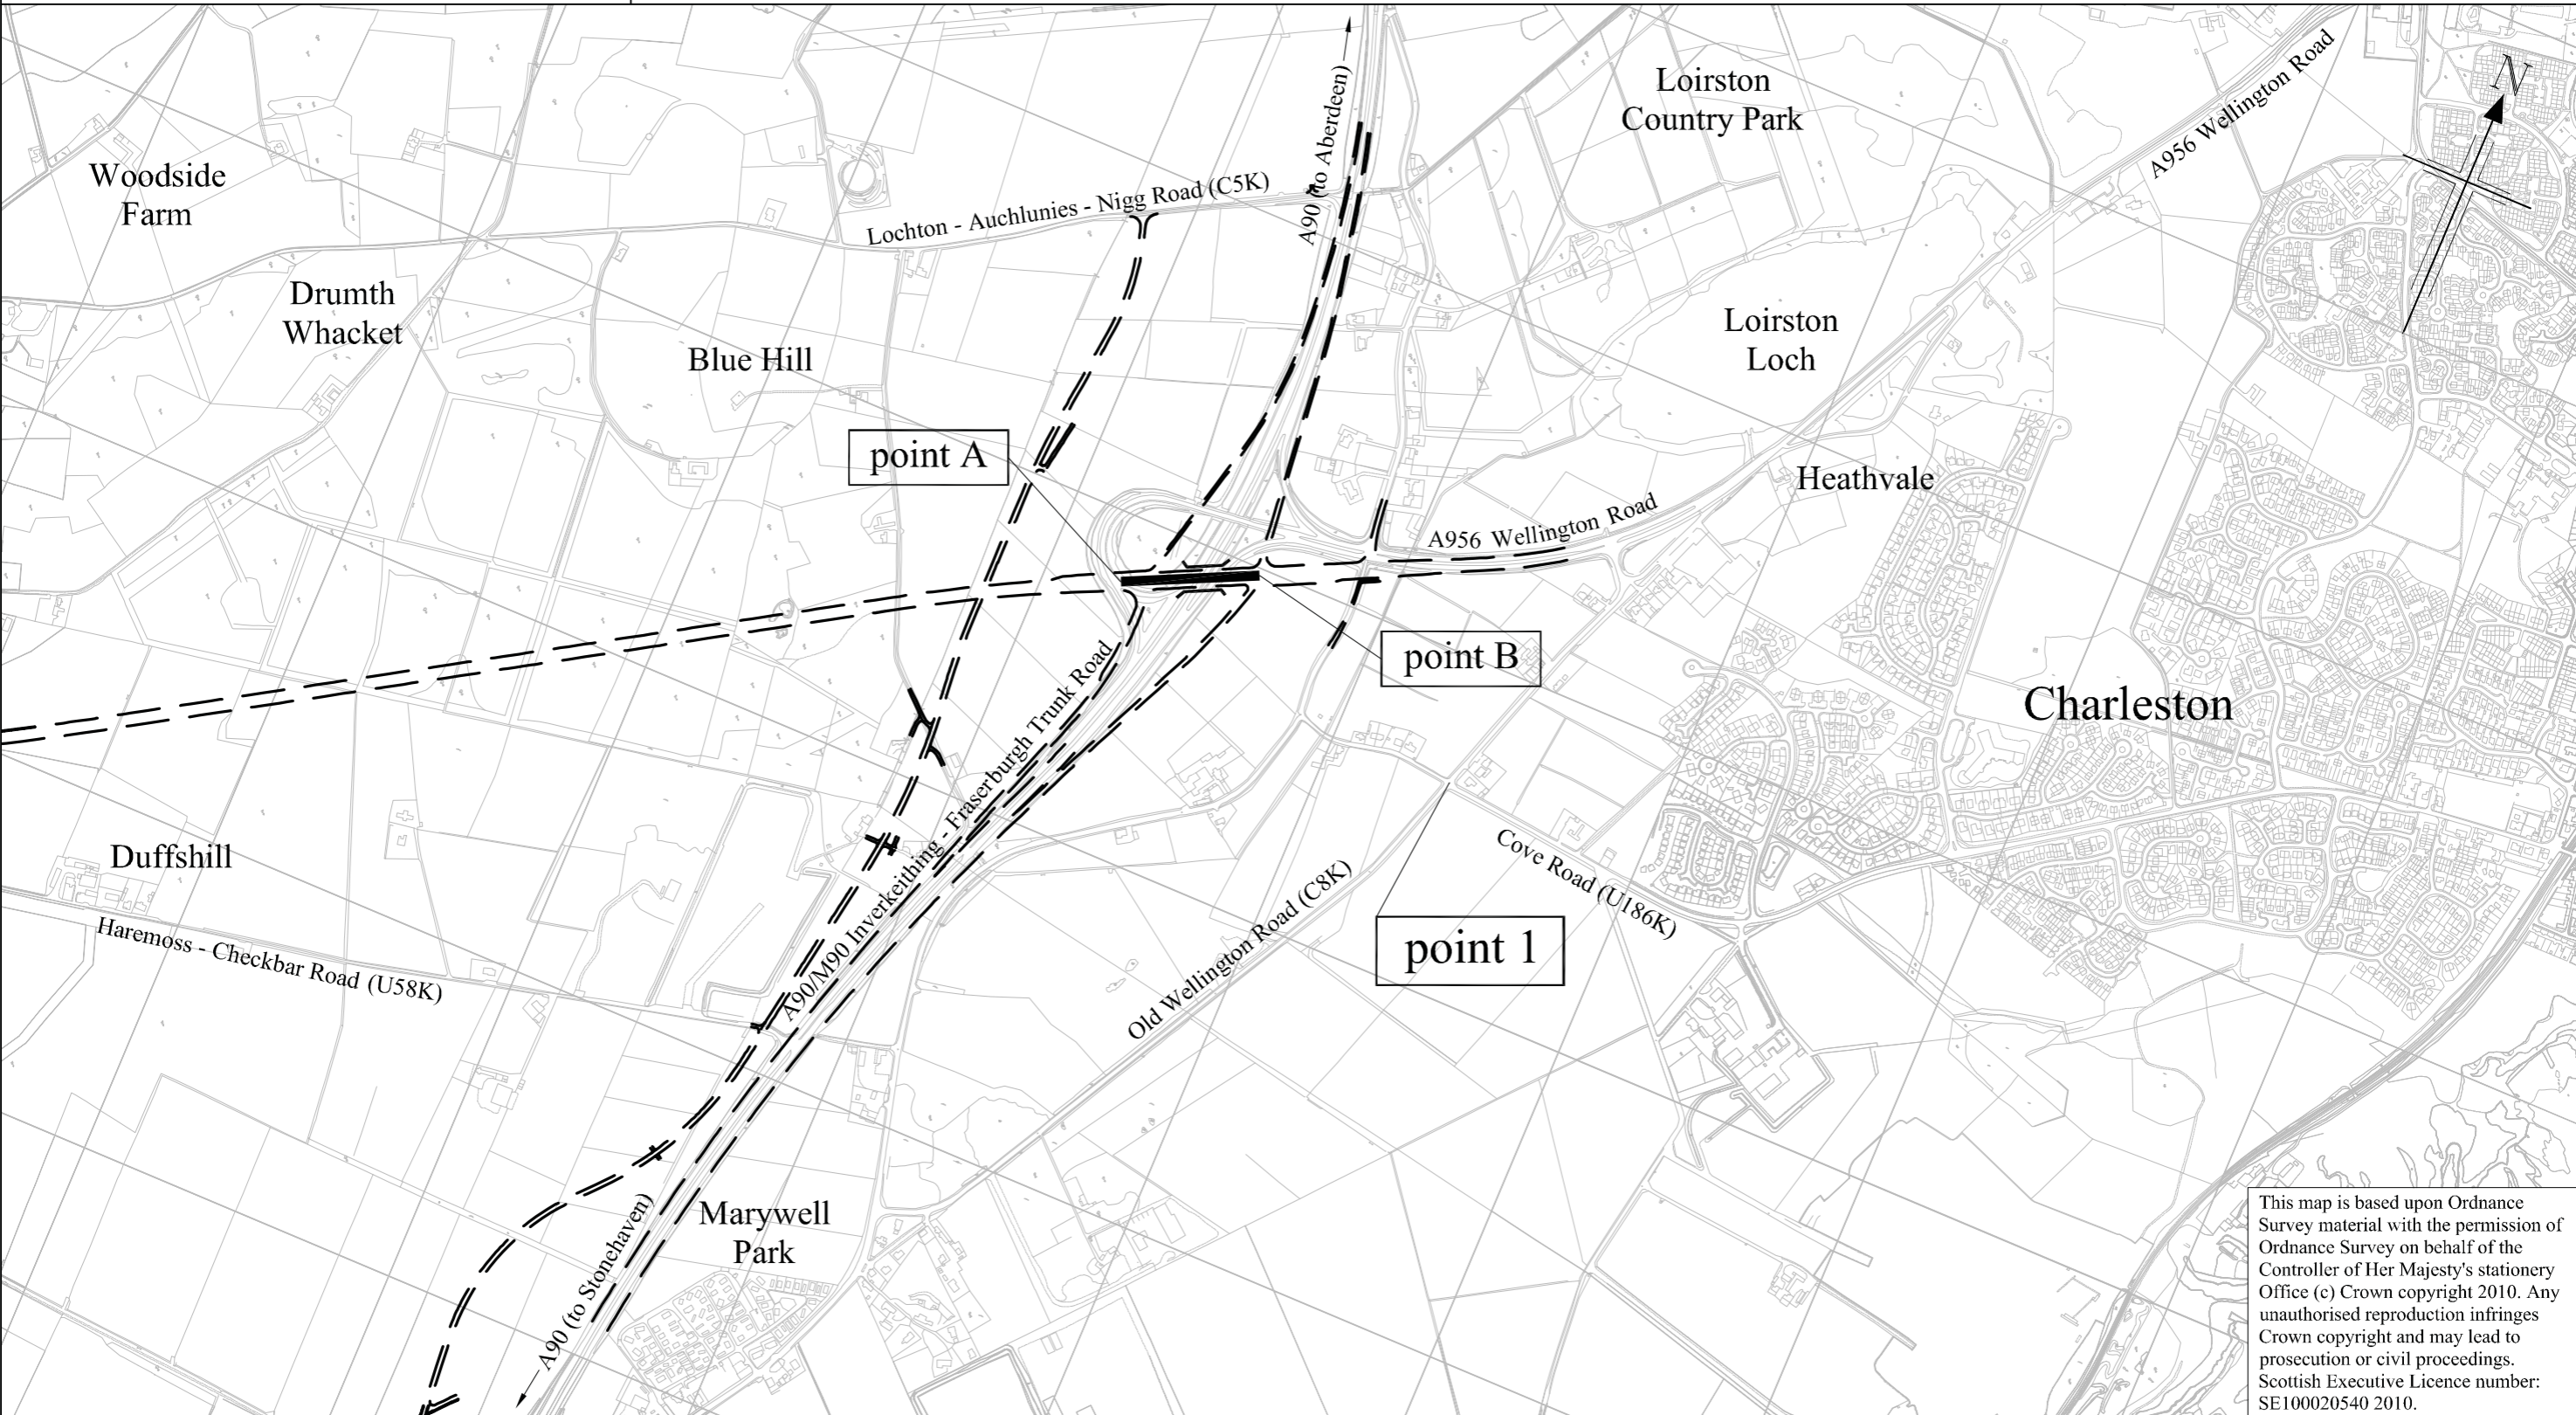 Loirston
Country Park
A956 Wellington Road
N
A90 (to Aberdeen)
Woodside
Farm
Lochton - Auchlunies - Nigg Road (C5K)
Drumth
Whacket
Blue Hill
Loirston
Loch
point A
Heathvale
A956 Wellington Road
point B
Charleston
A90/M90 Inverkeithing - Fraserburgh Trunk Road
Duffshill
Haremoss - Checkbar Road (U58K)
Old Wellington Road (C8K)
Cove Road (U186K)
point 1
Marywell
Park
A90 (to Stonehaven)
This map is based upon Ordnance
Survey material with the permission of
Ordnance Survey on behalf of the
Controller of Her Majesty's stationery
Office (c) Crown copyright 2010. Any
unauthorised reproduction infringes
Crown copyright and may lead to
prosecution or civil proceedings.
Scottish Executive Licence number:
SE100020540 2010.